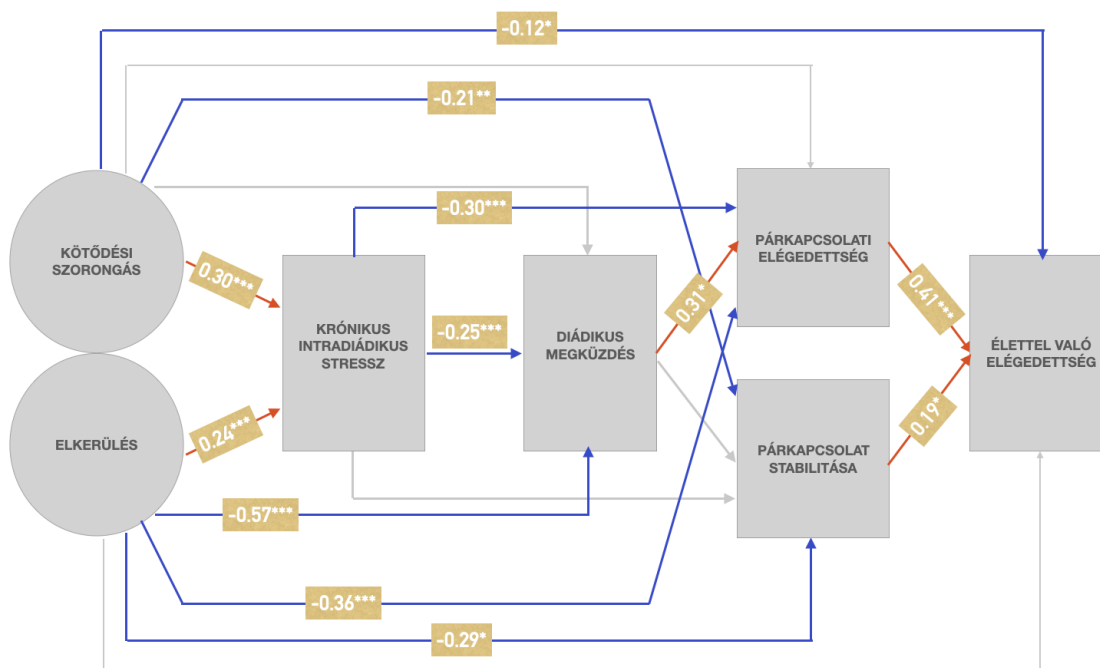 -0.12*
-0.21**
-0.30***
KÖTŐDÉSI
SZORONGÁS
PÁRKAPCSOLATI
ELÉGEDETTSÉG
0.30***
0.31*
0.41***
KRÓNIKUS
INTRADIÁDIKUS
STRESSZ
-0.25***
DIÁDIKUS
MEGKÜZDÉS
ÉLETTEL VALÓ
ELÉGEDETTSÉG
ELKERÜLÉS
0.24***
0.19*
PÁRKAPCSOLAT
STABILITÁSA
-0.57***
-0.36***
-0.29*